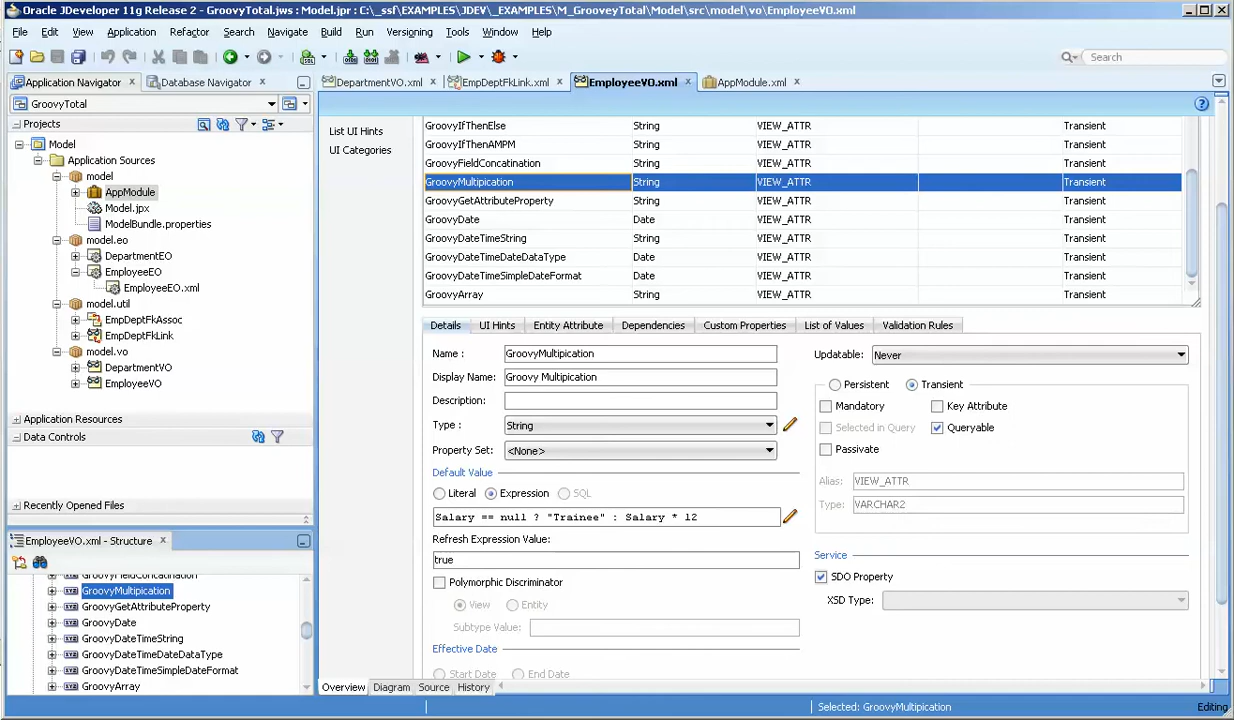 Oracle JDeveloper 11g Release 2 - GroovyTotal.jws : Model.jpr : C:\_ssf\EXAMPLES\JDEV\_EXAMPLES\M_GrooveyTotal\Model\src\model\vo\EmployeeVO.xml
File Edit View Application Refactor Search Navigate Build Run Versioning Tools Window Help
Search
Application Navigator Database Navigator
DepartmentVO.xml EmpDeptFkLink.xml EmployeeVO.xml AppModule.xml
GroovyTotal
Projects
Model
Application Sources
model
AppModule
Model.jpx
ModelBundle.properties
model.eo
DepartmentEO
EmployeeEO
EmployeeEO.xml
model.util
EmpDeptFkAssoc
EmpDeptFkLink
model.vo
DepartmentVO
EmployeeVO
Application Resources
Data Controls
Recently Opened Files
EmployeeVO.xml - Structure
GroovyFieldConcatination
GroovyMultipication
GroovyGetAttributeProperty
GroovyDate
GroovyDateTimeString
GroovyDateTimeDateDataType
GroovyDateTimeSimpleDateFormat
GroovyArray
List UI Hints
UI Categories
GroovyIfThenElse String VIEW_ATTR Transient
GroovyIfThenAMPM String VIEW_ATTR Transient
GroovyFieldConcatination String VIEW_ATTR Transient
GroovyMultipication String VIEW_ATTR Transient
GroovyGetAttributeProperty String VIEW_ATTR Transient
GroovyDate Date VIEW_ATTR Transient
GroovyDateTimeString String VIEW_ATTR Transient
GroovyDateTimeDateDataType Date VIEW_ATTR Transient
GroovyDateTimeSimpleDateFormat Date VIEW_ATTR Transient
GroovyArray String VIEW_ATTR Transient
Details UI Hints Entity Attribute Dependencies Custom Properties List of Values Validation Rules
Name : GroovyMultipication
Display Name: Groovy Multipication
Description:
Type : String
Property Set: <None>
Default Value
Literal Expression SQL
Salary == null ? "Trainee" : Salary * 12
Refresh Expression Value:
true
Polymorphic Discriminator
View Entity
Subtype Value:
Effective Date
Start Date End Date
Updatable: Never
Persistent Transient
Mandatory Key Attribute
Selected in Query Queryable
Passivate
Alias: VIEW_ATTR
Type: VARCHAR2
Service
SDO Property
XSD Type:
Overview Diagram Source History
Selected: GroovyMultipication Editing